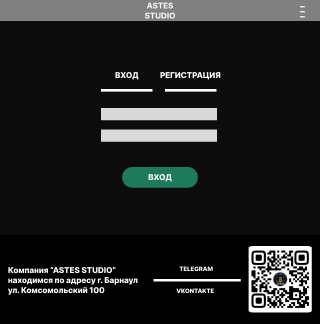 ASTES
STUDIO
ВХОД РЕГИСТРАЦИЯ
ВХОД
Компания "ASTES STUDIO"
находимся по адресу г. Барнаул
ул. Комсомольский 100
TELEGRAM
VKONTAKTE